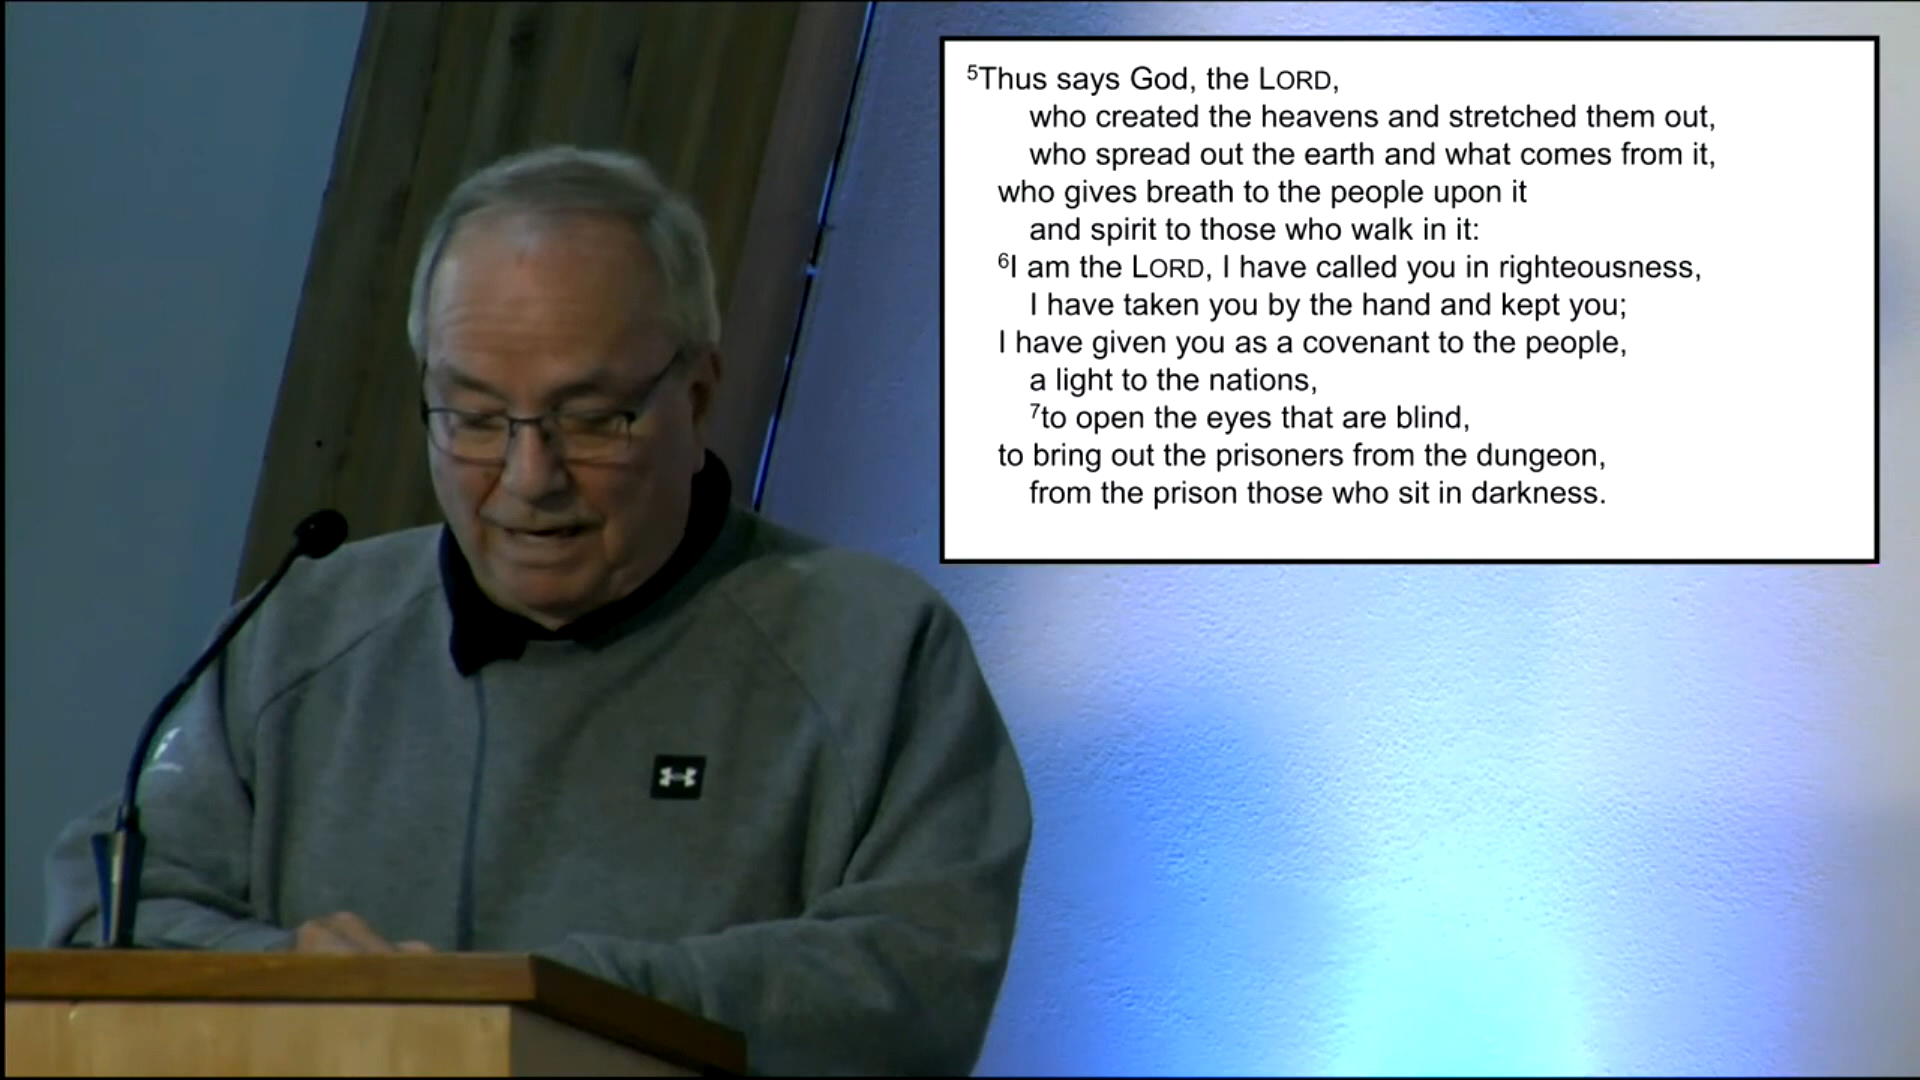 ⁵Thus says God, the LORD,
who created the heavens and stretched them out,
who spread out the earth and what comes from it,
who gives breath to the people upon it
and spirit to those who walk in it:
⁶I am the LORD, I have called you in righteousness,
I have taken you by the hand and kept you;
I have given you as a covenant to the people,
a light to the nations,
⁷to open the eyes that are blind,
to bring out the prisoners from the dungeon,
from the prison those who sit in darkness.